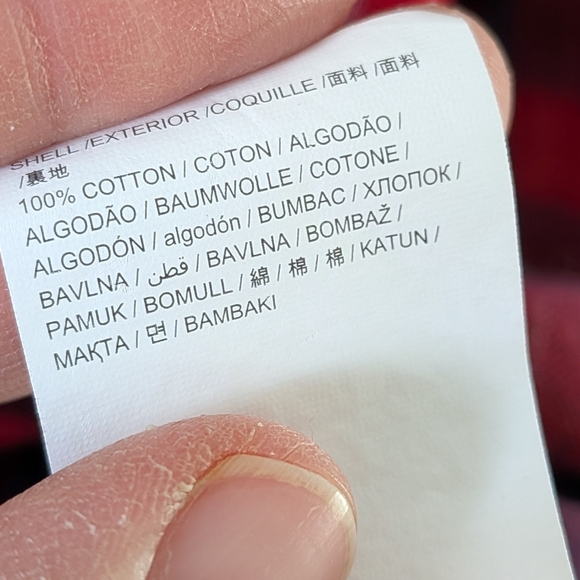 SHELL /EXTERIOR /COQUILLE /面料 /面料
/裏地
100% COTTON / COTON / ALGODÃO /
ALGODÃO / BAUMWOLLE / COTONE /
ALGODÓN / algodón / BUMBAC / ХЛОПОК /
BAVLNA / قطن / BAVLNA / BOMBAŽ /
PAMUK / BOMULL / 綿 / 棉 / 棉 / KATUN /
МАҚТА / 면 / BAMBAKI